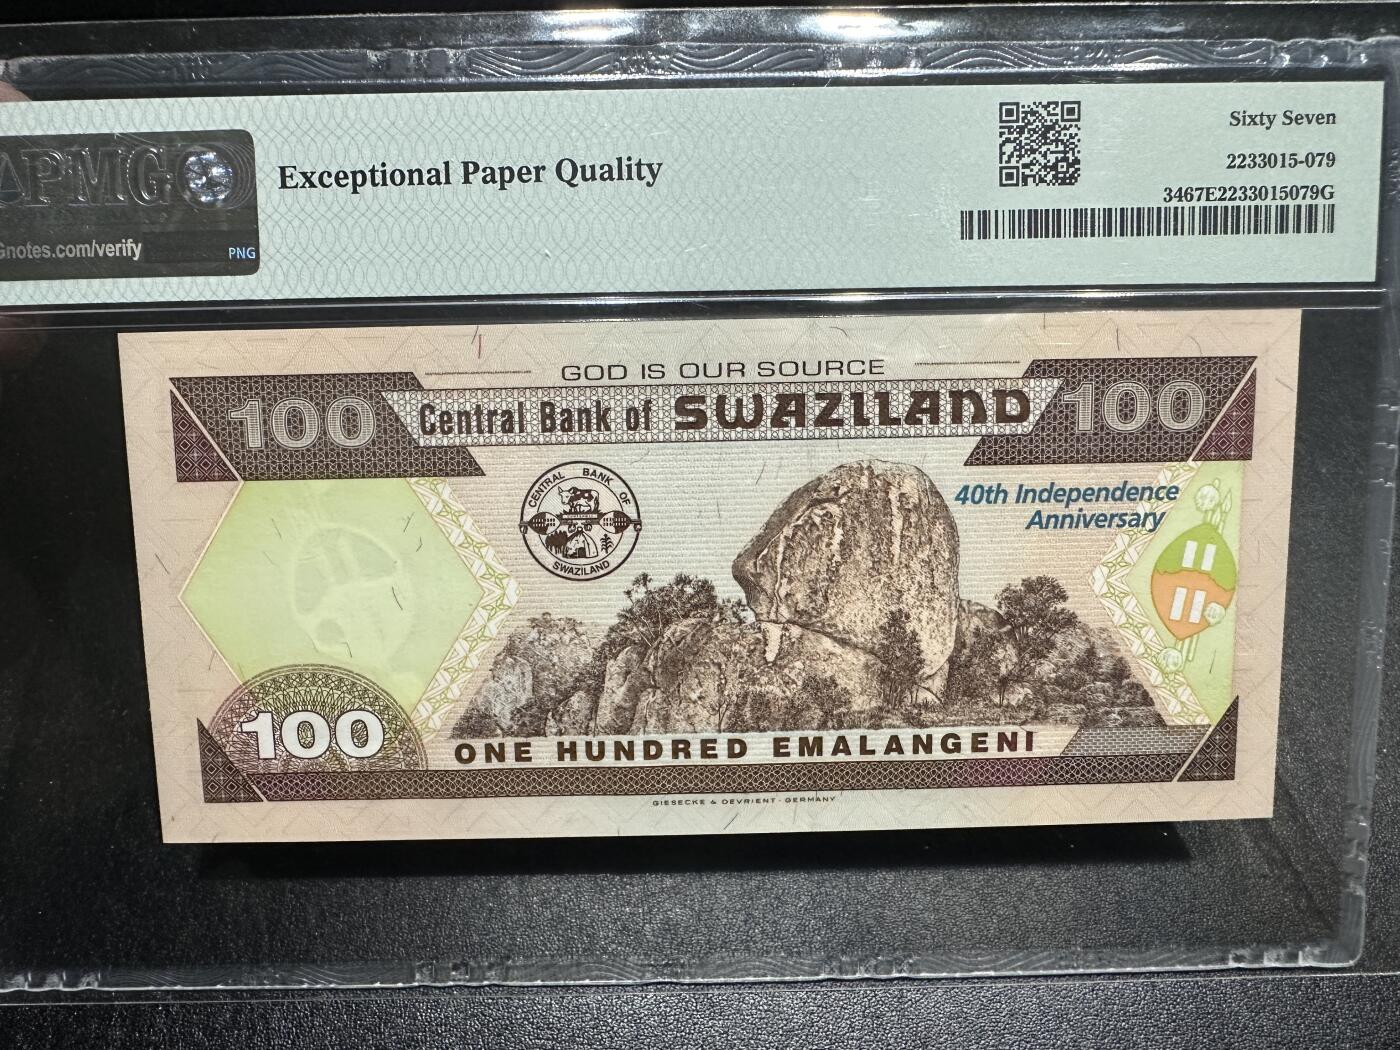 PMG
Gnotes.com/verify
PNG
Exceptional Paper Quality
Sixty Seven
2233015-079
3467E2233015079G
GOD IS OUR SOURCE
100
Central Bank of SWAZILAND
100
CENTRAL BANK OF
SWAZILAND
40th Independence
Anniversary
100
ONE HUNDRED EMALANGENI
GIESECKE & DEVRIENT - GERMANY